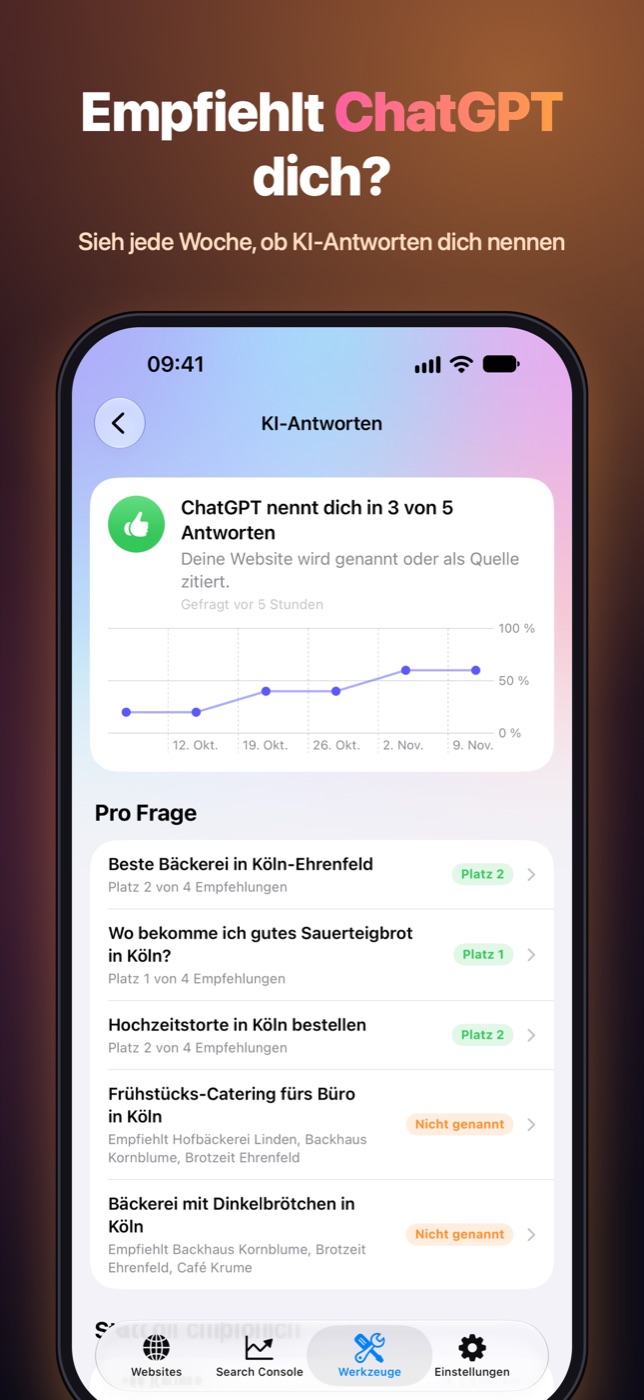 Empfiehlt ChatGPT
dich?
Sieh jede Woche, ob KI-Antworten dich nennen
09:41
KI-Antworten
ChatGPT nennt dich in 3 von 5
Antworten
Deine Website wird genannt oder als Quelle
zitiert.
Gefragt vor 5 Stunden
100 %
50 %
0 %
12. Okt.
19. Okt.
26. Okt.
2. Nov.
9. Nov.
Pro Frage
Beste Bäckerei in Köln-Ehrenfeld
Platz 2 von 4 Empfehlungen
Platz 2
Wo bekomme ich gutes Sauerteigbrot
in Köln?
Platz 1 von 4 Empfehlungen
Platz 1
Hochzeitstorte in Köln bestellen
Platz 2 von 4 Empfehlungen
Platz 2
Frühstücks-Catering fürs Büro
in Köln
Empfiehlt Hofbäckerei Linden, Backhaus
Kornblume, Brotzeit Ehrenfeld
Nicht genannt
Bäckerei mit Dinkelbrötchen in
Köln
Empfiehlt Backhaus Kornblume, Brotzeit
Ehrenfeld, Café Krume
Nicht genannt
Websites
Search Console
Werkzeuge
Einstellungen